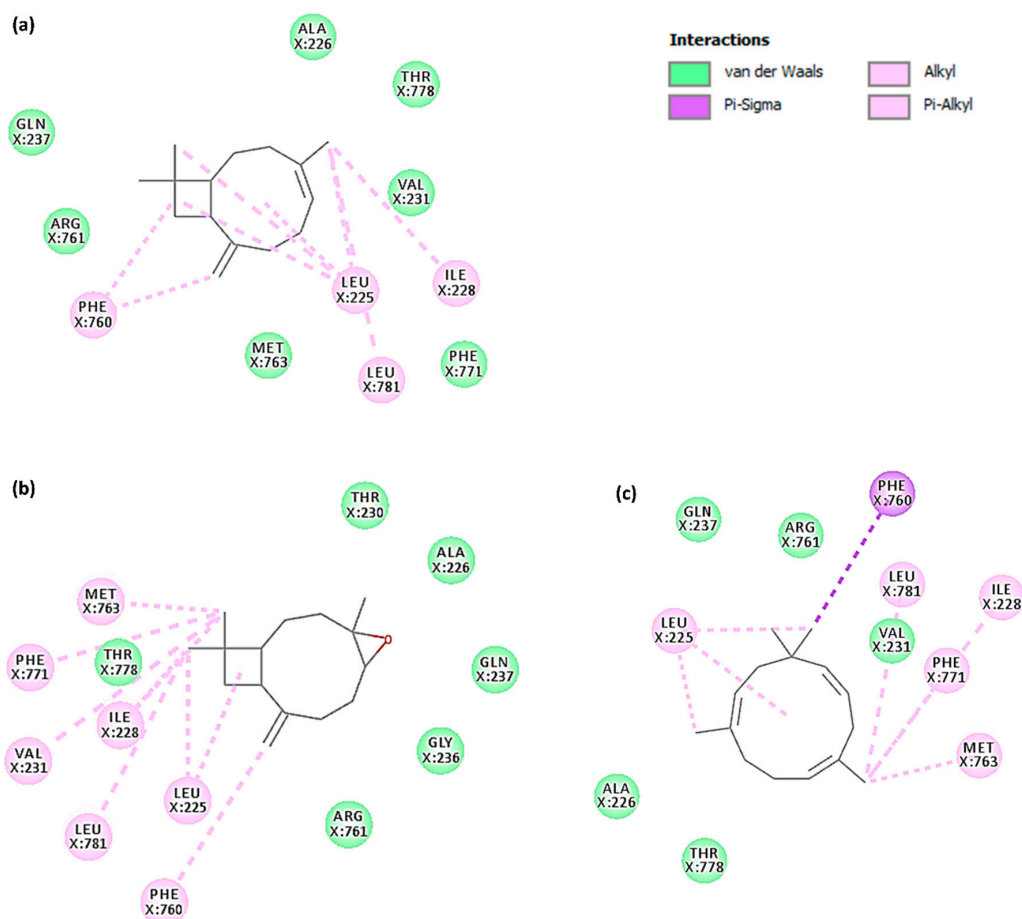 (a)
ALA
X:226
THR
X:778
GLN
X:237
VAL
X:231
ARG
X:761
LEU
X:225
ILE
X:228
PHE
X:760
MET
X:763
PHE
X:771
LEU
X:781
Interactions
van der Waals
Alkyl
Pi-Sigma
Pi-Alkyl
(b)
THR
X:230
ALA
X:226
MET
X:763
PHE
X:771
THR
X:778
GLN
X:237
ILE
X:228
VAL
X:231
GLY
X:236
LEU
X:225
LEU
X:781
ARG
X:761
PHE
X:760
O
(c)
PHE
X:760
GLN
X:237
ARG
X:761
LEU
X:781
ILE
X:228
LEU
X:225
VAL
X:231
PHE
X:771
MET
X:763
ALA
X:226
THR
X:778